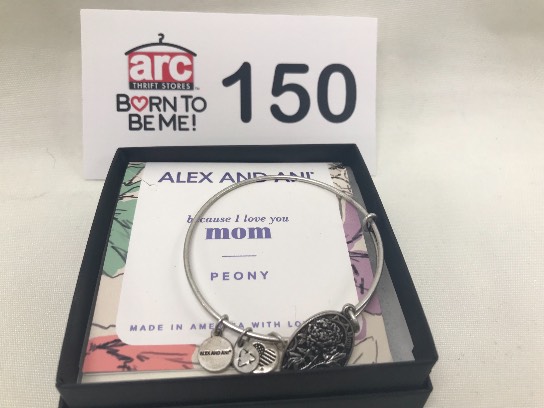 arc
THRIFT STORES
BORN TO
BE ME!
150
ALEX AND ANI
because I love you
mom
PEONY
MADE IN AMERICA WITH LOVE
ALEX AND ANI